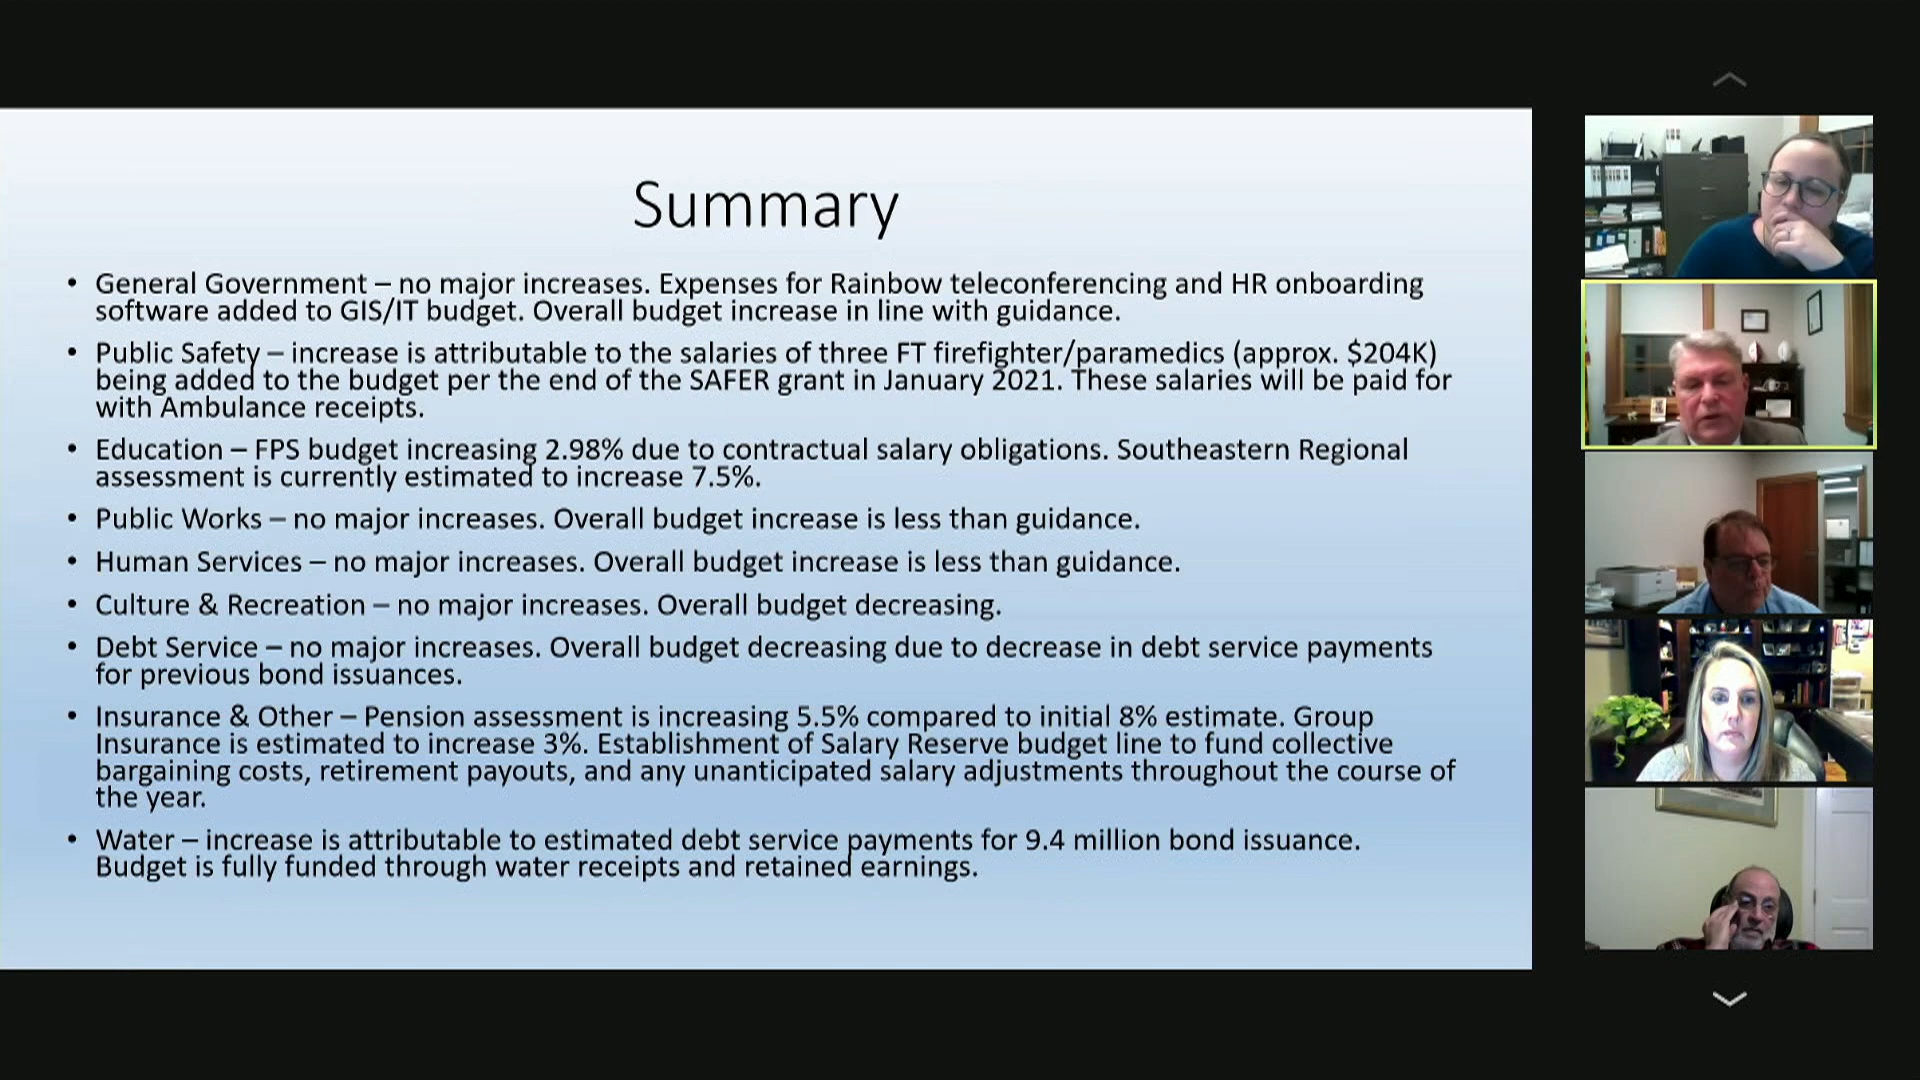 Summary
• General Government – no major increases. Expenses for Rainbow teleconferencing and HR onboarding
software added to GIS/IT budget. Overall budget increase in line with guidance.
• Public Safety – increase is attributable to the salaries of three FT firefighter/paramedics (approx. $204K)
being added to the budget per the end of the SAFER grant in January 2021. These salaries will be paid for
with Ambulance receipts.
• Education – FPS budget increasing 2.98% due to contractual salary obligations. Southeastern Regional
assessment is currently estimated to increase 7.5%.
• Public Works – no major increases. Overall budget increase is less than guidance.
• Human Services – no major increases. Overall budget increase is less than guidance.
• Culture & Recreation – no major increases. Overall budget decreasing.
• Debt Service – no major increases. Overall budget decreasing due to decrease in debt service payments
for previous bond issuances.
• Insurance & Other – Pension assessment is increasing 5.5% compared to initial 8% estimate. Group
Insurance is estimated to increase 3%. Establishment of Salary Reserve budget line to fund collective
bargaining costs, retirement payouts, and any unanticipated salary adjustments throughout the course of
the year.
• Water – increase is attributable to estimated debt service payments for 9.4 million bond issuance.
Budget is fully funded through water receipts and retained earnings.